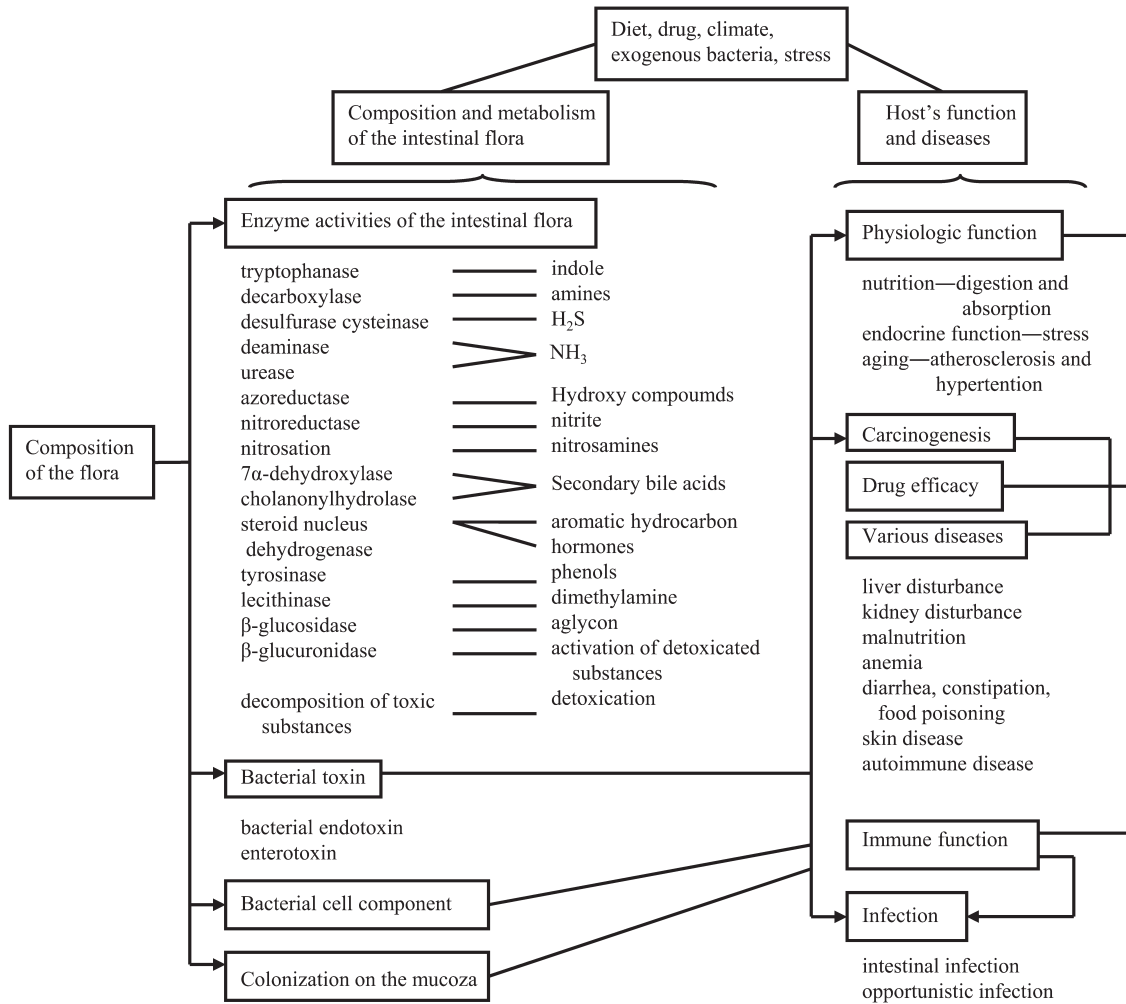 Diet, drug, climate,
exogenous bacteria, stress
Composition and metabolism
of the intestinal flora
Host's function
and diseases
Composition
of the flora
Enzyme activities of the intestinal flora
tryptophanase
decarboxylase
desulfurase cysteinase
deaminase
urease
azoreductase
nitroreductase
nitrosation
7α-dehydroxylase
cholanonylhydrolase
steroid nucleus
dehydrogenase
tyrosinase
lecithinase
β-glucosidase
β-glucuronidase
decomposition of toxic
substances
indole
amines
H₂S
NH₃
Hydroxy compoumds
nitrite
nitrosamines
Secondary bile acids
aromatic hydrocarbon
hormones
phenols
dimethylamine
aglycon
activation of detoxicated
substances
detoxication
Bacterial toxin
bacterial endotoxin
enterotoxin
Bacterial cell component
Colonization on the mucoza
Physiologic function
nutrition—digestion and
absorption
endocrine function—stress
aging—atherosclerosis and
hypertention
Carcinogenesis
Drug efficacy
Various diseases
liver disturbance
kidney disturbance
malnutrition
anemia
diarrhea, constipation,
food poisoning
skin disease
autoimmune disease
Immune function
Infection
intestinal infection
opportunistic infection